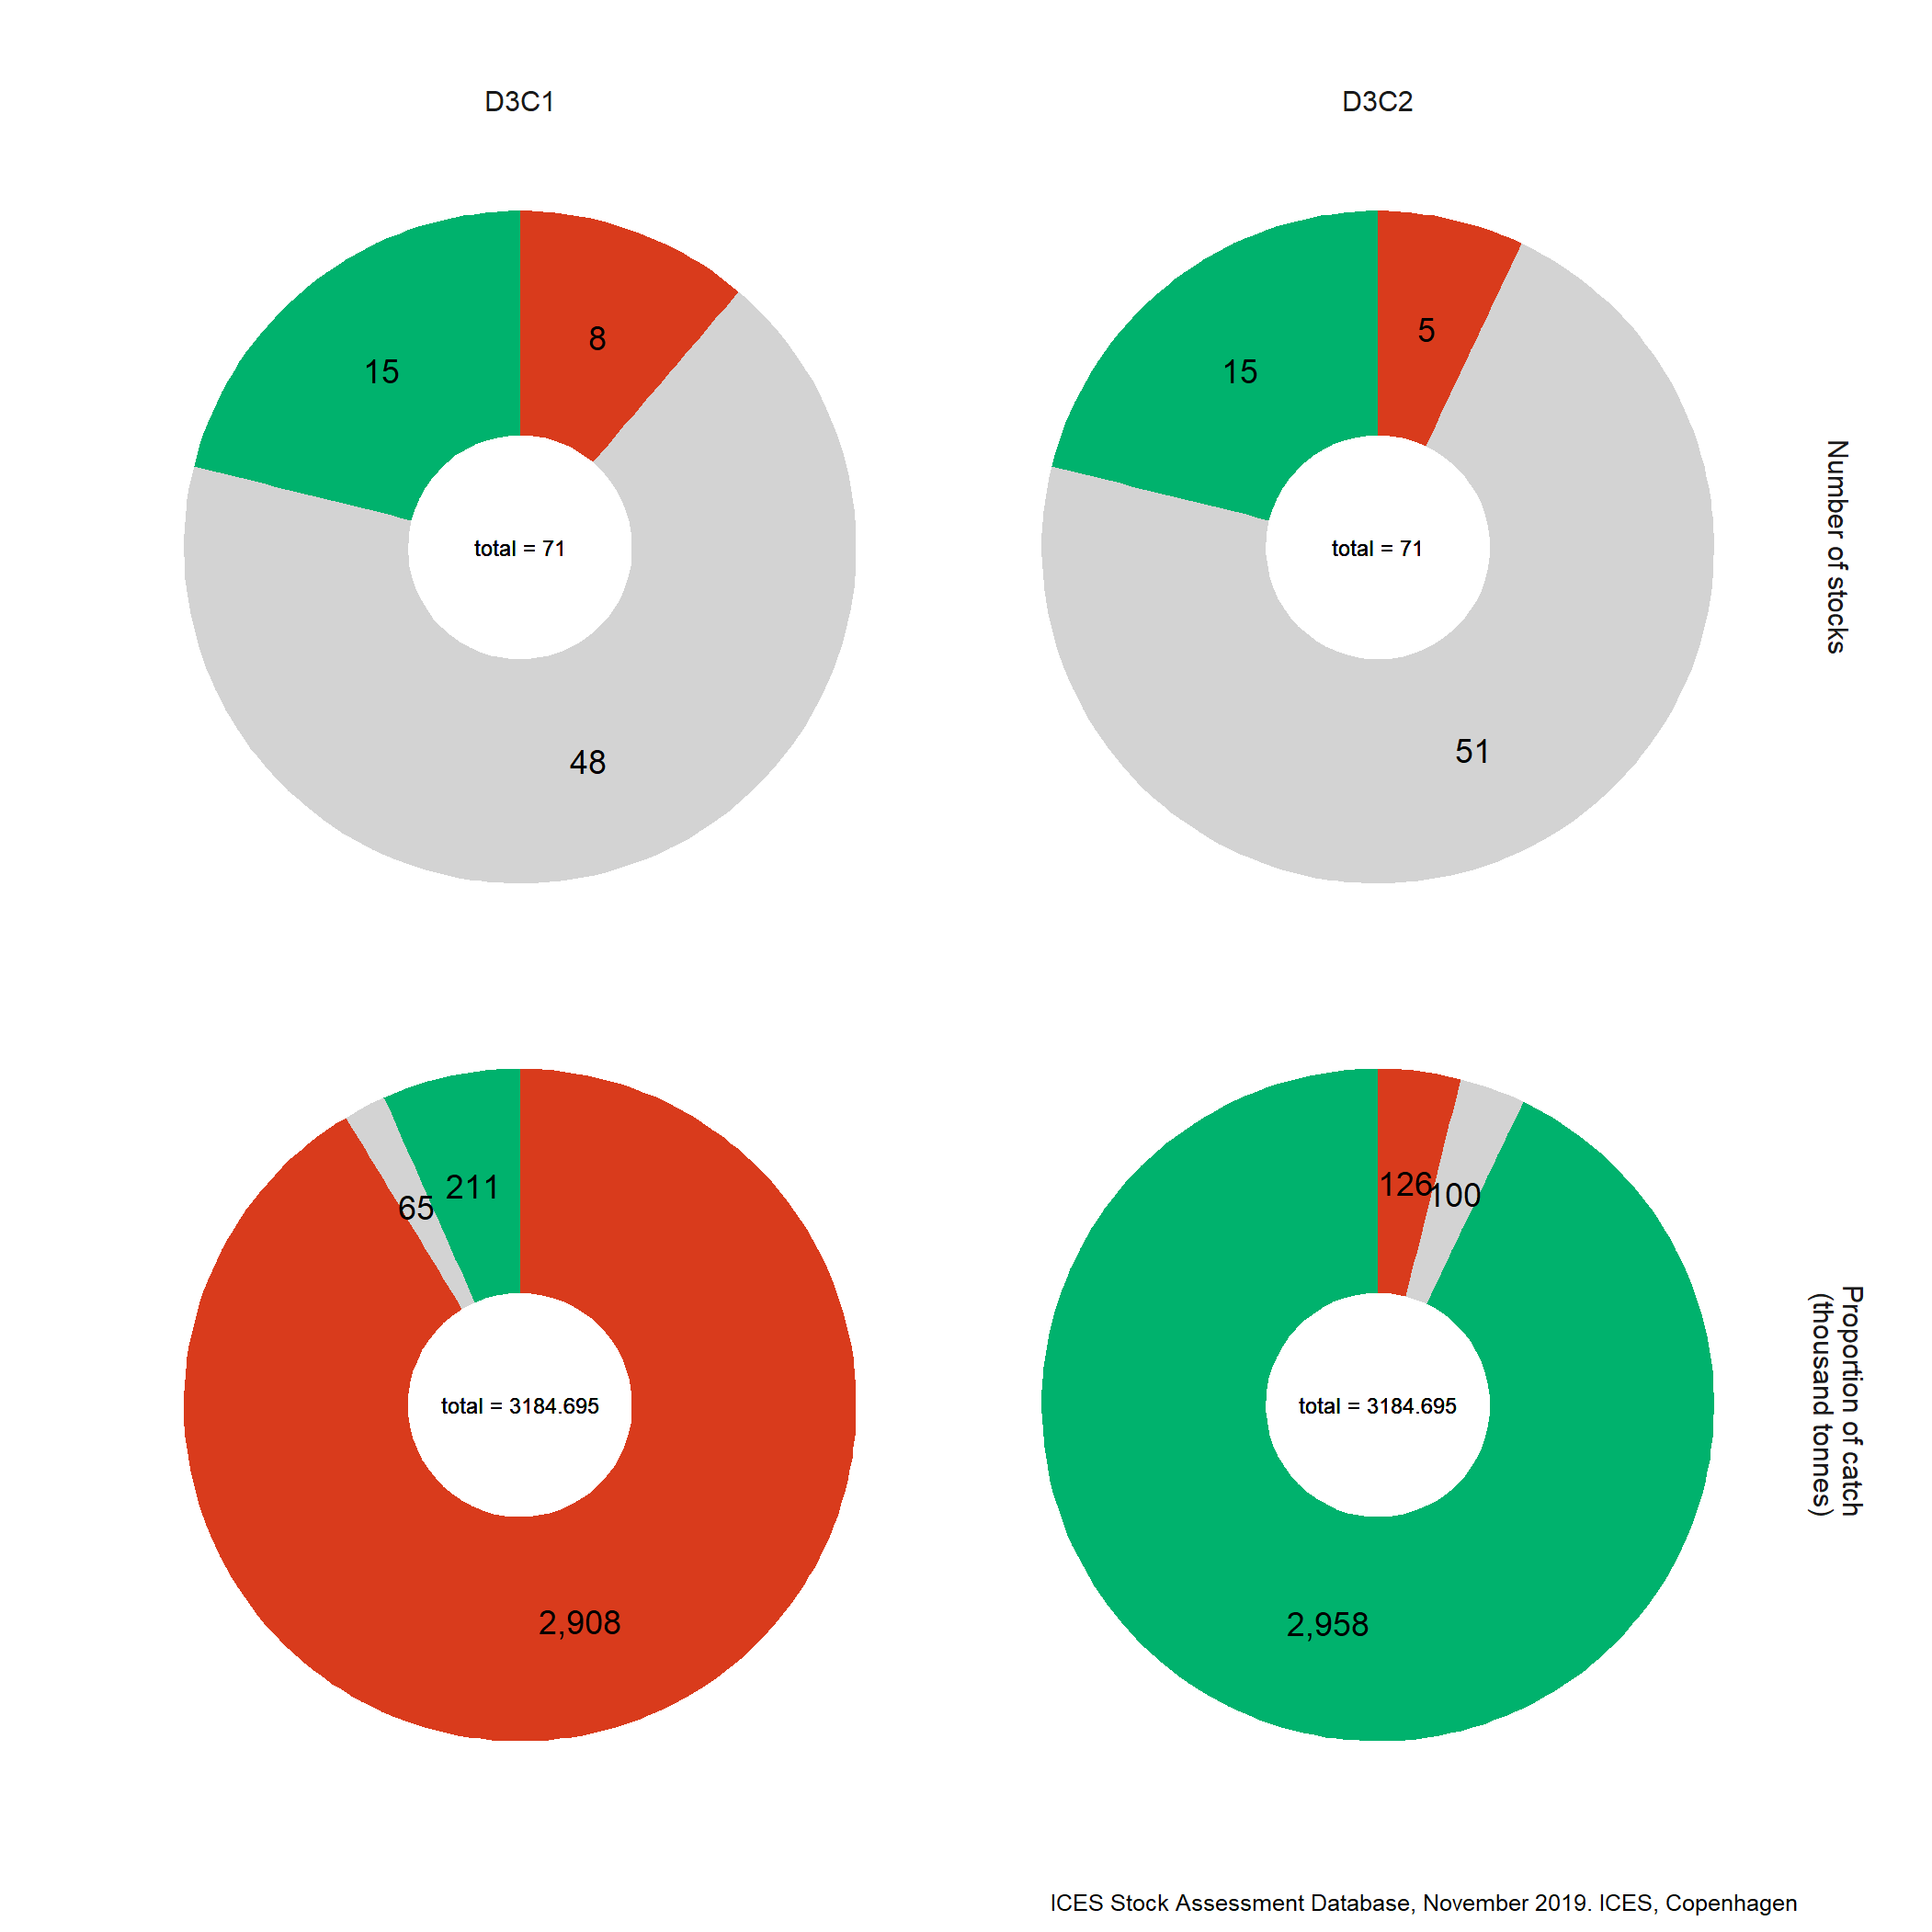 D3C1
D3C2
8
15
48
total = 71
5
15
51
total = 71
Number of stocks
65
211
2,908
total = 3184.695
126
100
2,958
total = 3184.695
Proportion of catch
(thousand tonnes)
ICES Stock Assessment Database, November 2019. ICES, Copenhagen